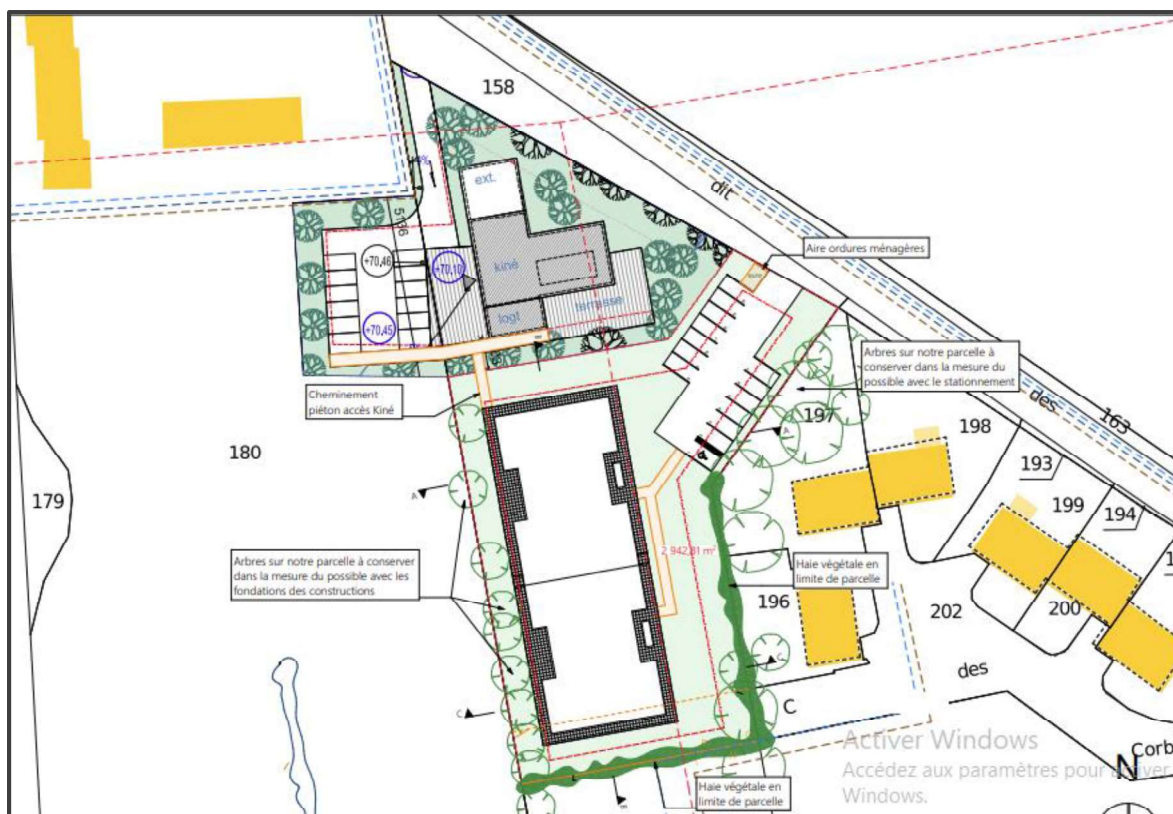 158
dit
ext.
5136
+70,46
+70,10
kiné
+70,45
logt
terrasse
Aire ordures ménagères
Arbres sur notre parcelle à
conserver dans la mesure du
possible avec le stationnement
des
163
Cheminement
piéton accès Kiné
197
198
193
199
194
180
179
A
A
2 942,81 m²
Arbres sur notre parcelle à conserver
dans la mesure du possible avec les
fondations des constructions
Haie végétale en
limite de parcelle
196
202
200
des
C
C
C
Corb
N
Activer Windows
Accédez aux paramètres pour activer
Windows.
Haie végétale en
limite de parcelle